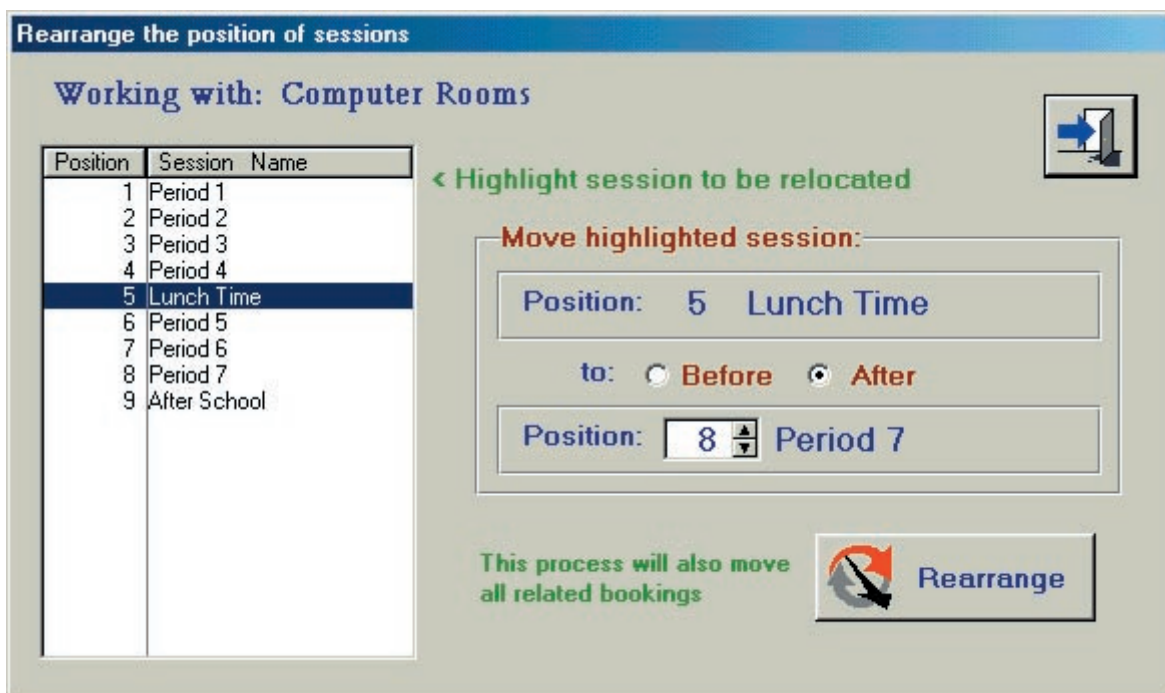 Rearrange the position of sessions
Working with: Computer Rooms
Position Session Name
1 Period 1
2 Period 2
3 Period 3
4 Period 4
5 Lunch Time
6 Period 5
7 Period 6
8 Period 7
9 After School
< Highlight session to be relocated
Move highlighted session:
Position: 5 Lunch Time
to: Before After
Position: 8 Period 7
This process will also move
all related bookings
Rearrange